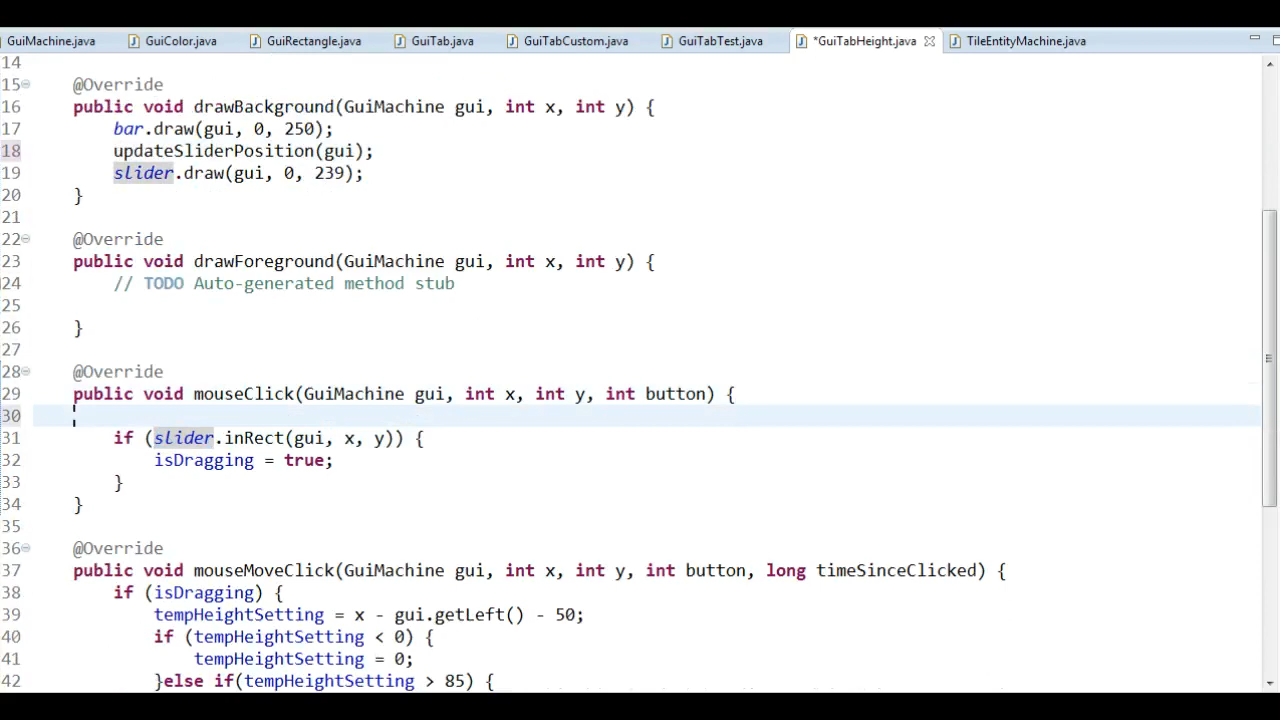 GuiMachine.java GuiColor.java GuiRectangle.java GuiTab.java GuiTabCustom.java GuiTabTest.java *GuiTabHeight.java TileEntityMachine.java
14
15 @Override
16 public void drawBackground(GuiMachine gui, int x, int y) {
17 bar.draw(gui, 0, 250);
18 updateSliderPosition(gui);
19 slider.draw(gui, 0, 239);
20 }
21
22 @Override
23 public void drawForeground(GuiMachine gui, int x, int y) {
24 // TODO Auto-generated method stub
25
26 }
27
28 @Override
29 public void mouseClick(GuiMachine gui, int x, int y, int button) {
30
31 if (slider.inRect(gui, x, y)) {
32 isDragging = true;
33 }
34 }
35
36 @Override
37 public void mouseMoveClick(GuiMachine gui, int x, int y, int button, long timeSinceClicked) {
38 if (isDragging) {
39 tempHeightSetting = x - gui.getLeft() - 50;
40 if (tempHeightSetting < 0) {
41 tempHeightSetting = 0;
42 }else if(tempHeightSetting > 85) {